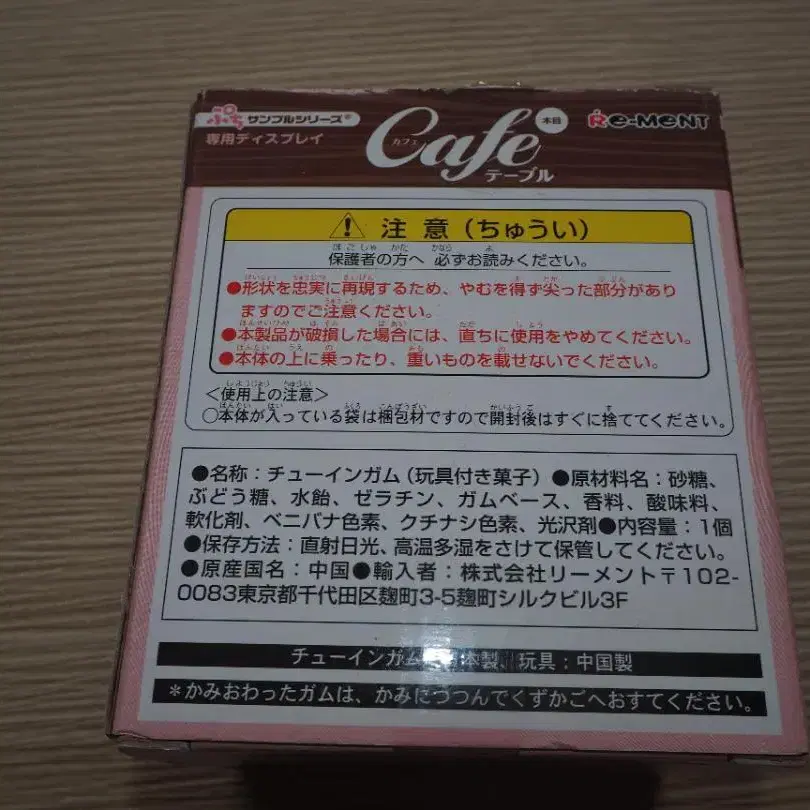 ぷち サンプルシリーズ®
専用ディスプレイ
Cafe
カフェ
テーブル
木目
Re-MeNT
注意(ちゅうい)
保護者の方へ 必ずお読みください。
●形状を忠実に再現するため、やむを得ず尖った部分があり
ますのでご注意ください。
●本製品が破損した場合には、直ちに使用をやめてください。
●本体の上に乗ったり、重いものを載せないでください。
<使用上の注意>
○本体が入っている袋は梱包材ですので開封後はすぐに捨ててください。
●名称:チューインガム(玩具付き菓子)●原材料名:砂糖、
ぶどう糖、水飴、ゼラチン、ガムベース、香料、酸味料、
軟化剤、ベニバナ色素、クチナシ色素、光沢剤●内容量:1個
●保存方法:直射日光、高温多湿をさけて保管してください。
●原産国名:中国●輸入者:株式会社リーメント〒102-
0083東京都千代田区麹町3-5麹町シルクビル3F
チューインガム 本製、玩具:中国製
*かみおわったガムは、かみにつつんでくずかごへおすてください。